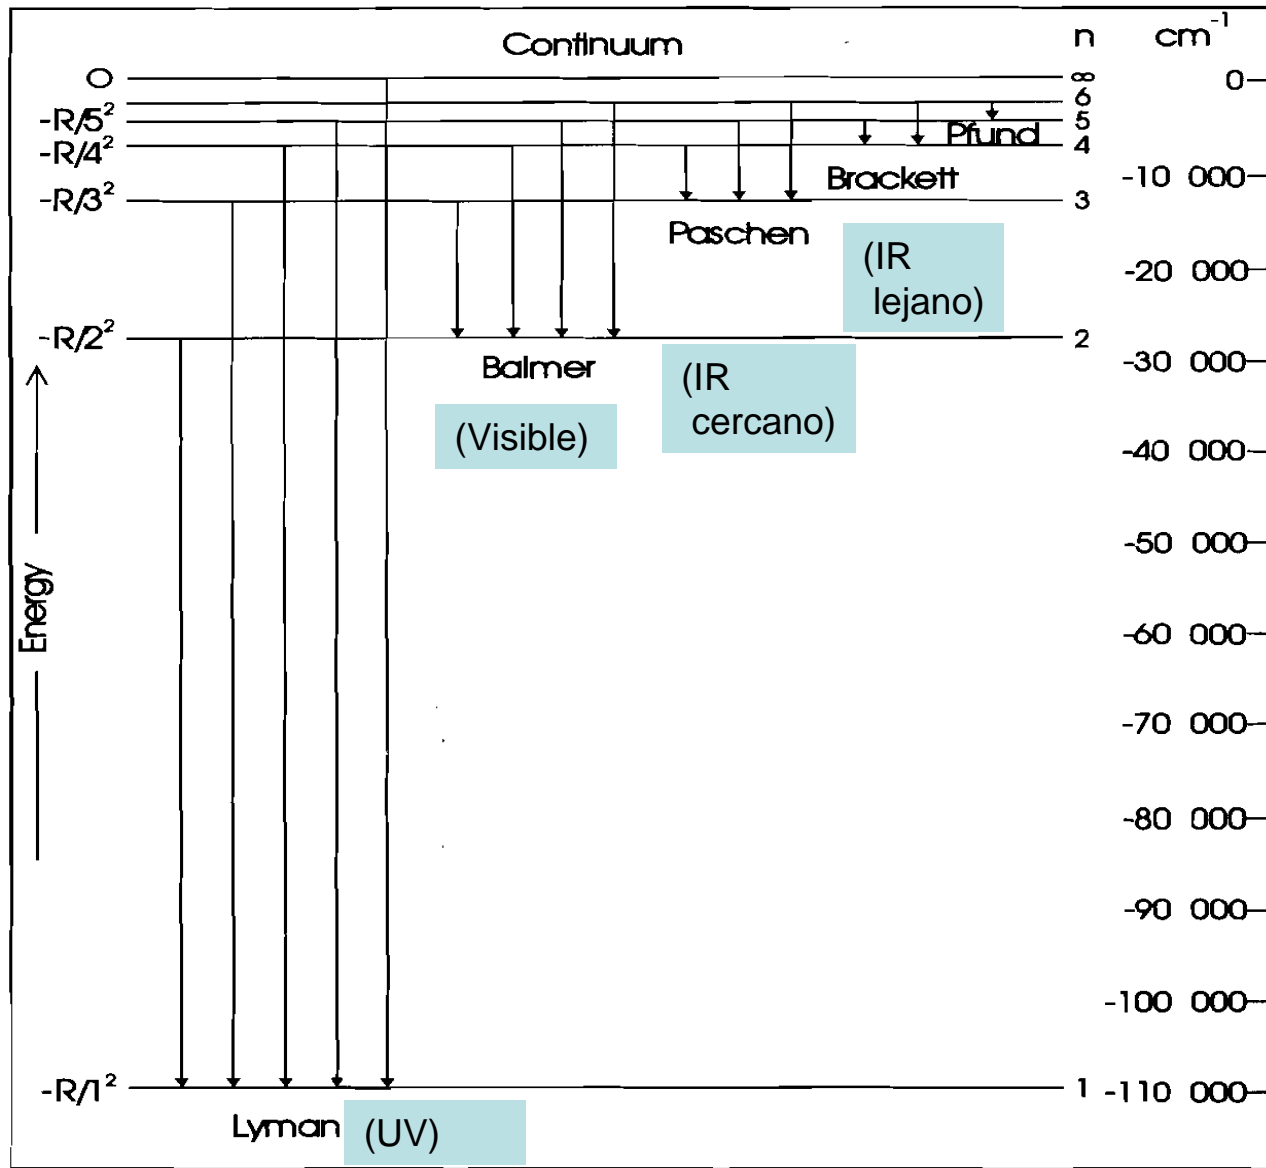 Continuum n cm⁻¹
O ∞ 0
6
-R/5² 5
Pfund
-R/4² 4
Brackett -10 000
-R/3² 3
Paschen
(IR
lejano)
-20 000
-R/2² 2
Balmer
-30 000
(IR
cercano)
(Visible)
-40 000
-50 000
Energy
-60 000
-70 000
-80 000
-90 000
-100 000
-R/1² 1 -110 000
Lyman (UV)